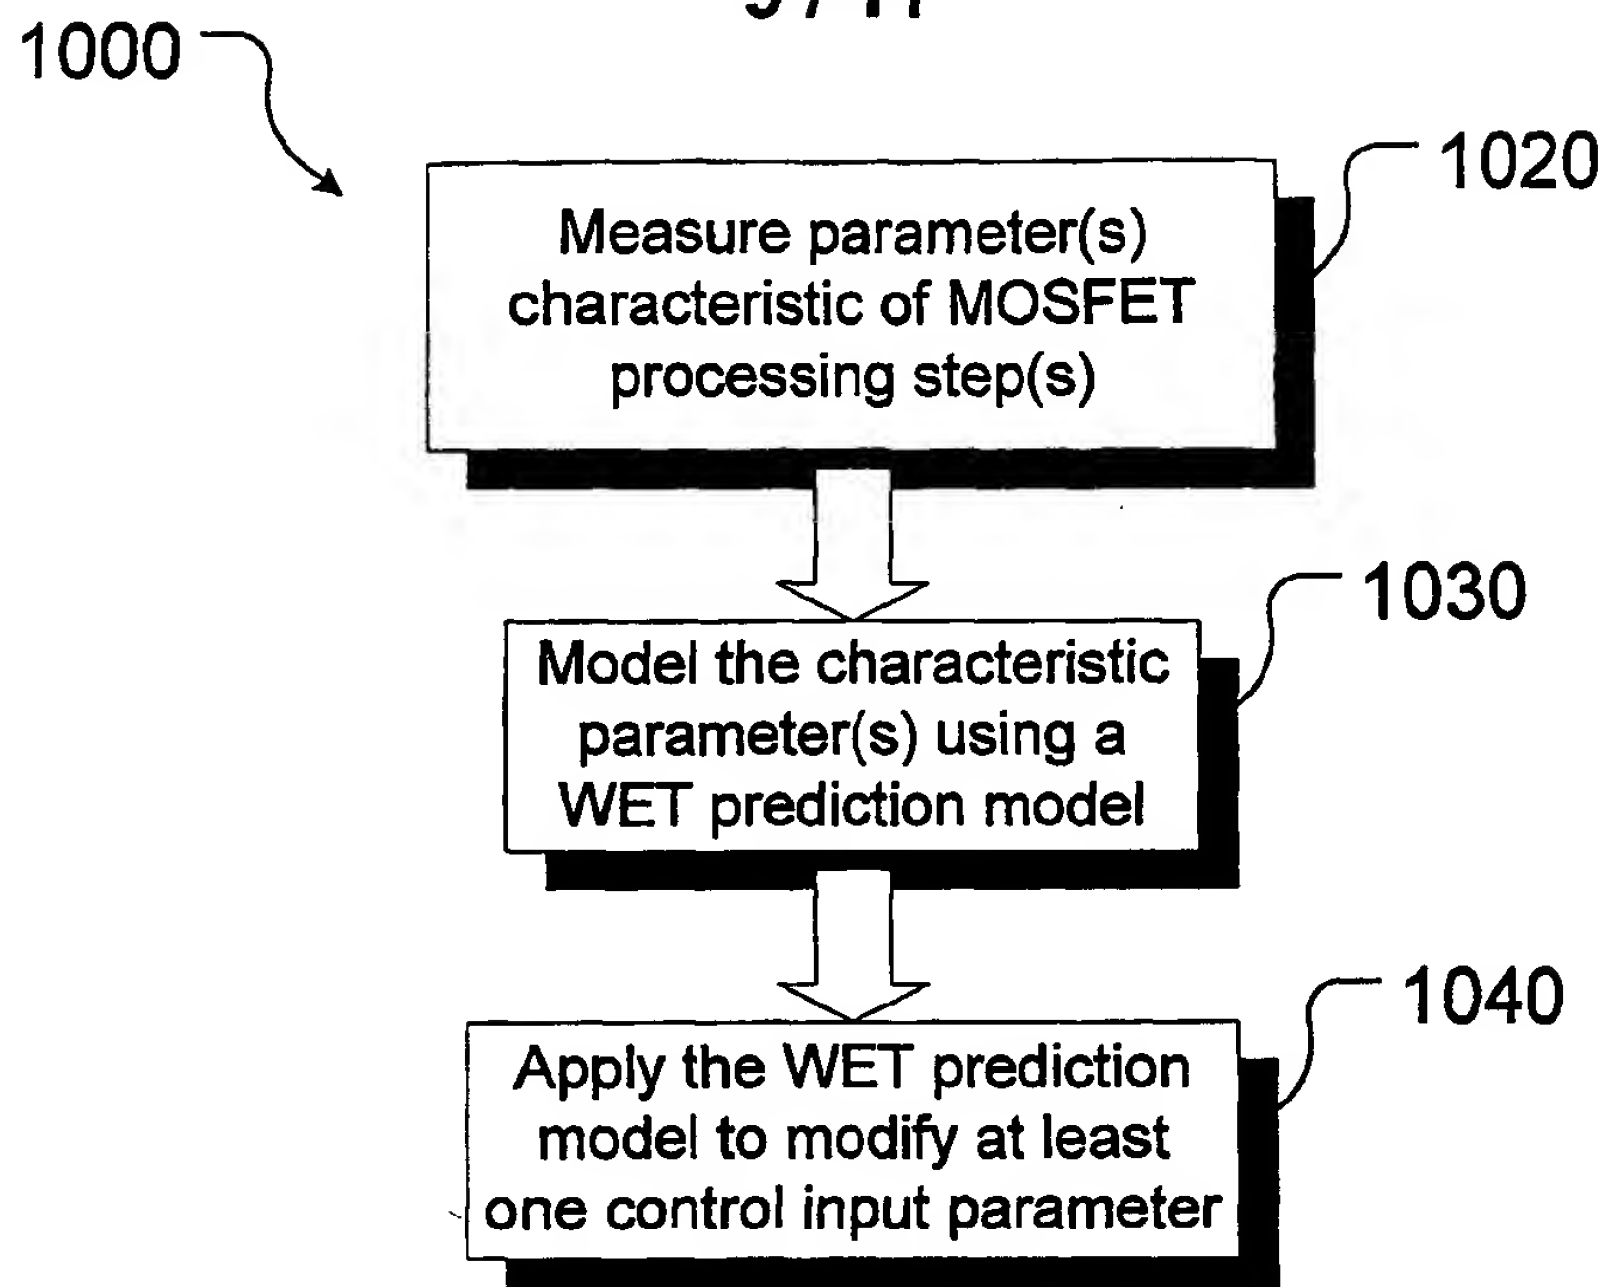 1000
1020
Measure parameter(s)
characteristic of MOSFET
processing step(s)
1030
Model the characteristic
parameter(s) using a
WET prediction model
1040
Apply the WET prediction
model to modify at least
one control input parameter